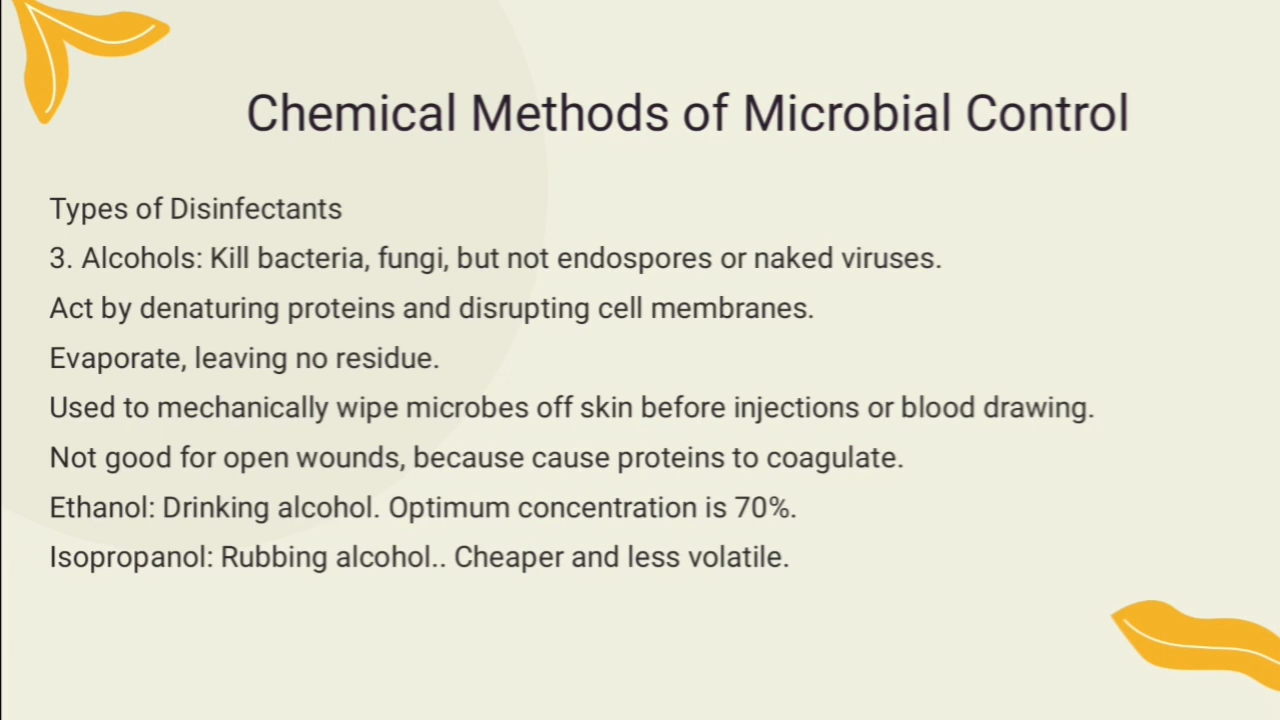 Chemical Methods of Microbial Control
Types of Disinfectants
3. Alcohols: Kill bacteria, fungi, but not endospores or naked viruses.
Act by denaturing proteins and disrupting cell membranes.
Evaporate, leaving no residue.
Used to mechanically wipe microbes off skin before injections or blood drawing.
Not good for open wounds, because cause proteins to coagulate.
Ethanol: Drinking alcohol. Optimum concentration is 70%.
Isopropanol: Rubbing alcohol.. Cheaper and less volatile.